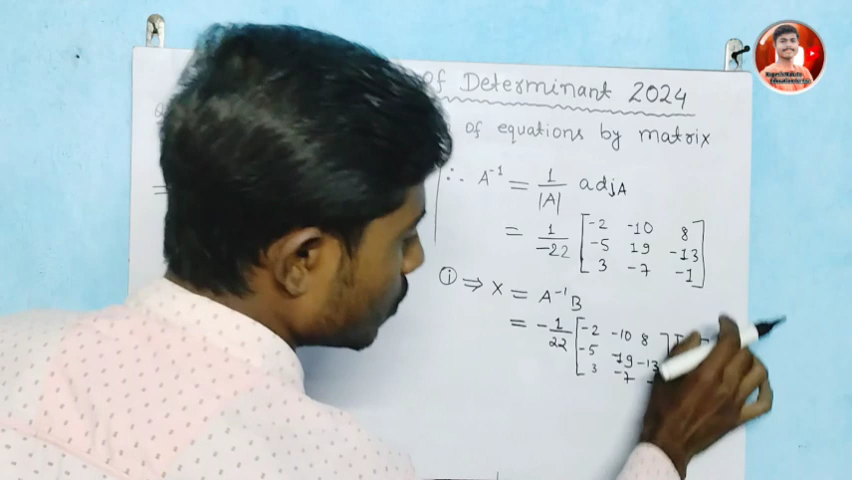 of Determinant 2024
of equations by matrix
∴ A⁻¹ = 1/|A| adjA
= 1/-22 [-2 -10 8
-5 19 -13
3 -7 -1]
(i) ⇒ X = A⁻¹B
= -1/22 [-2 -10 8]
-5 19 -13
3 -7